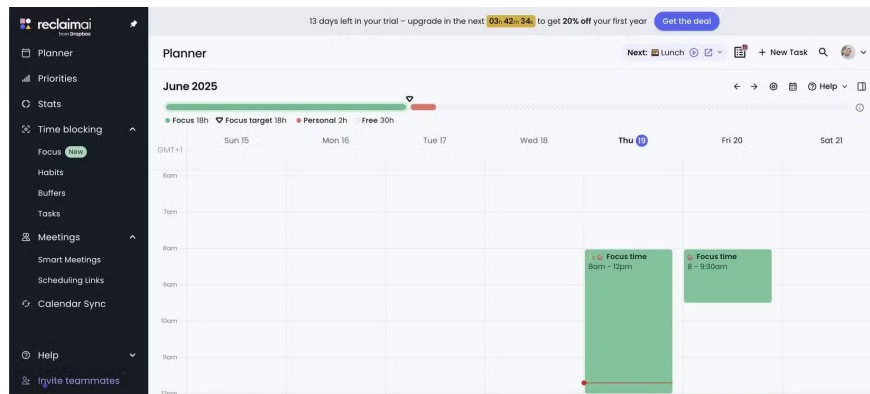 13 days left in your trial – upgrade in the next 03h 42m 34s to get 20% off your first year Get the deal
reclaimai
from Dropbox
Planner
Priorities
Stats
Time blocking
Focus New
Habits
Buffers
Tasks
Meetings
Smart Meetings
Scheduling Links
Calendar Sync
Help
Invite teammates
Planner
Next: Lunch
+ New Task
June 2025
Help
Focus 18h Focus target 18h Personal 2h Free 30h
GMT+1 Sun 15 Mon 16 Tue 17 Wed 18 Thu 19 Fri 20 Sat 21
6am
7am
8am
Focus time
8am – 12pm
Focus time
8 – 9:30am
9am
10am
11am
12pm